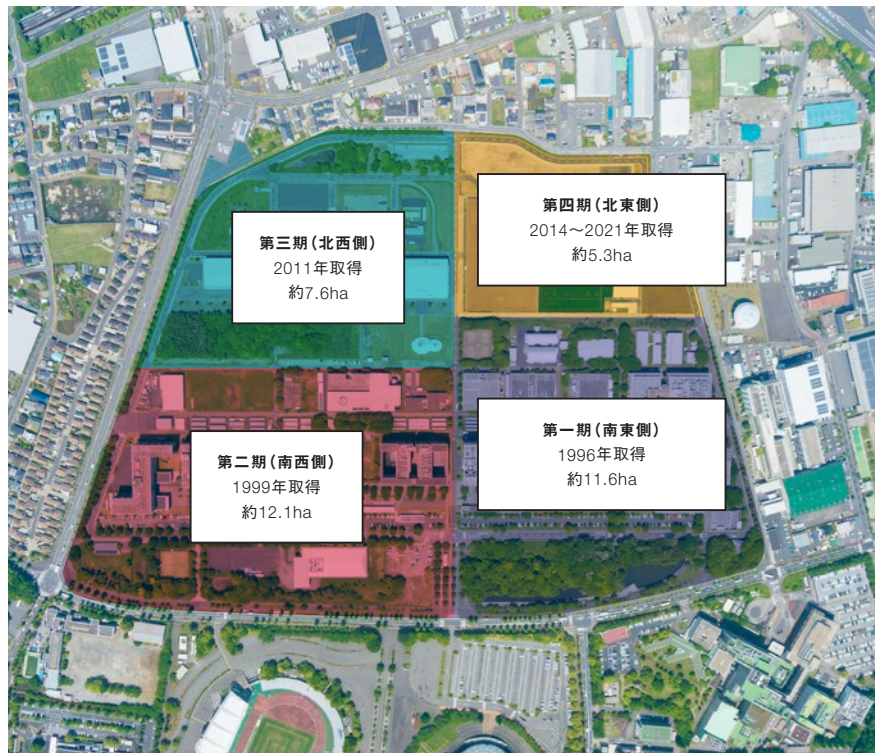 第三期(北西側)
2011年取得
約7.6ha
第四期(北東側)
2014〜2021年取得
約5.3ha
第二期(南西側)
1999年取得
約12.1ha
第一期(南東側)
1996年取得
約11.6ha